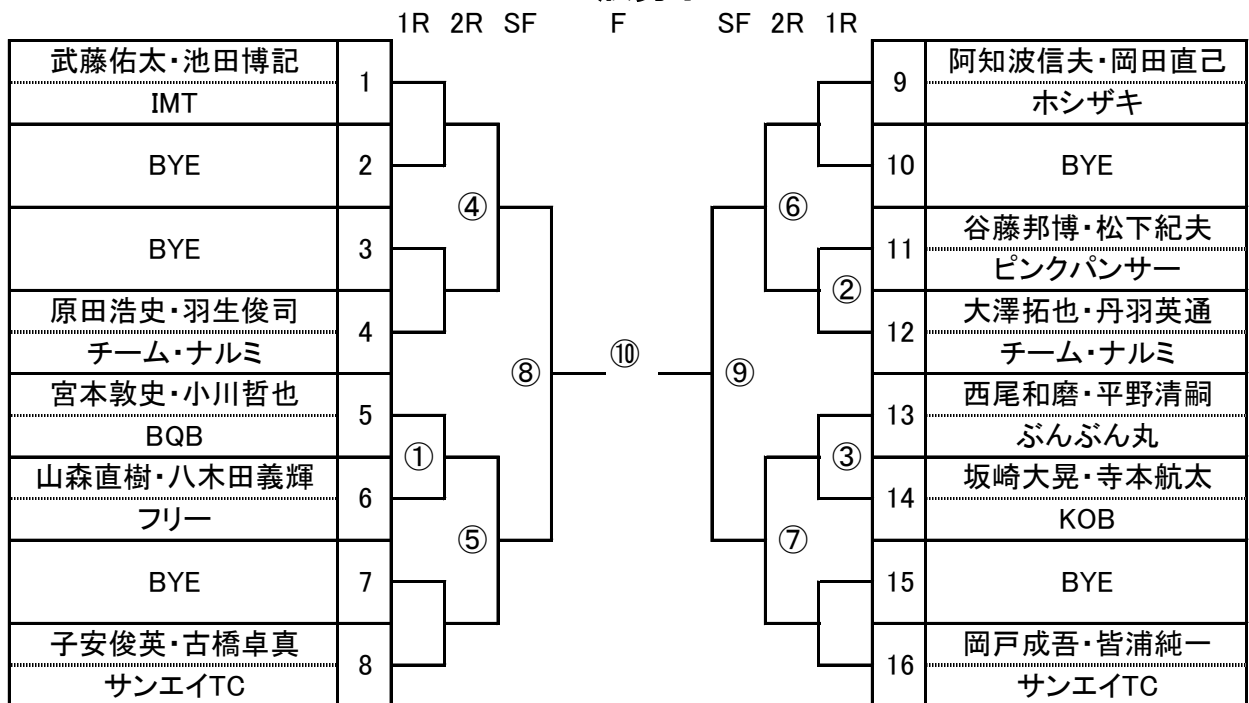 1R 2R SF F SF 2R 1R
武藤佑太・池田博記
1
IMT
BYE 2
BYE 3
原田浩史・羽生俊司
4
チーム・ナルミ
宮本敦史・小川哲也
5
BQB
山森直樹・八木田義輝
6
フリー
BYE 7
子安俊英・古橋卓真
8
サンエイTC
④
①
⑤
⑧
⑩
⑨
⑥
②
③
⑦
阿知波信夫・岡田直己
9
ホシザキ
10 BYE
谷藤邦博・松下紀夫
11
ピンクパンサー
大澤拓也・丹羽英通
12
チーム・ナルミ
西尾和磨・平野清嗣
13
ぶんぶん丸
坂崎大晃・寺本航太
14
KOB
15 BYE
岡戸成吾・皆浦純一
16
サンエイTC